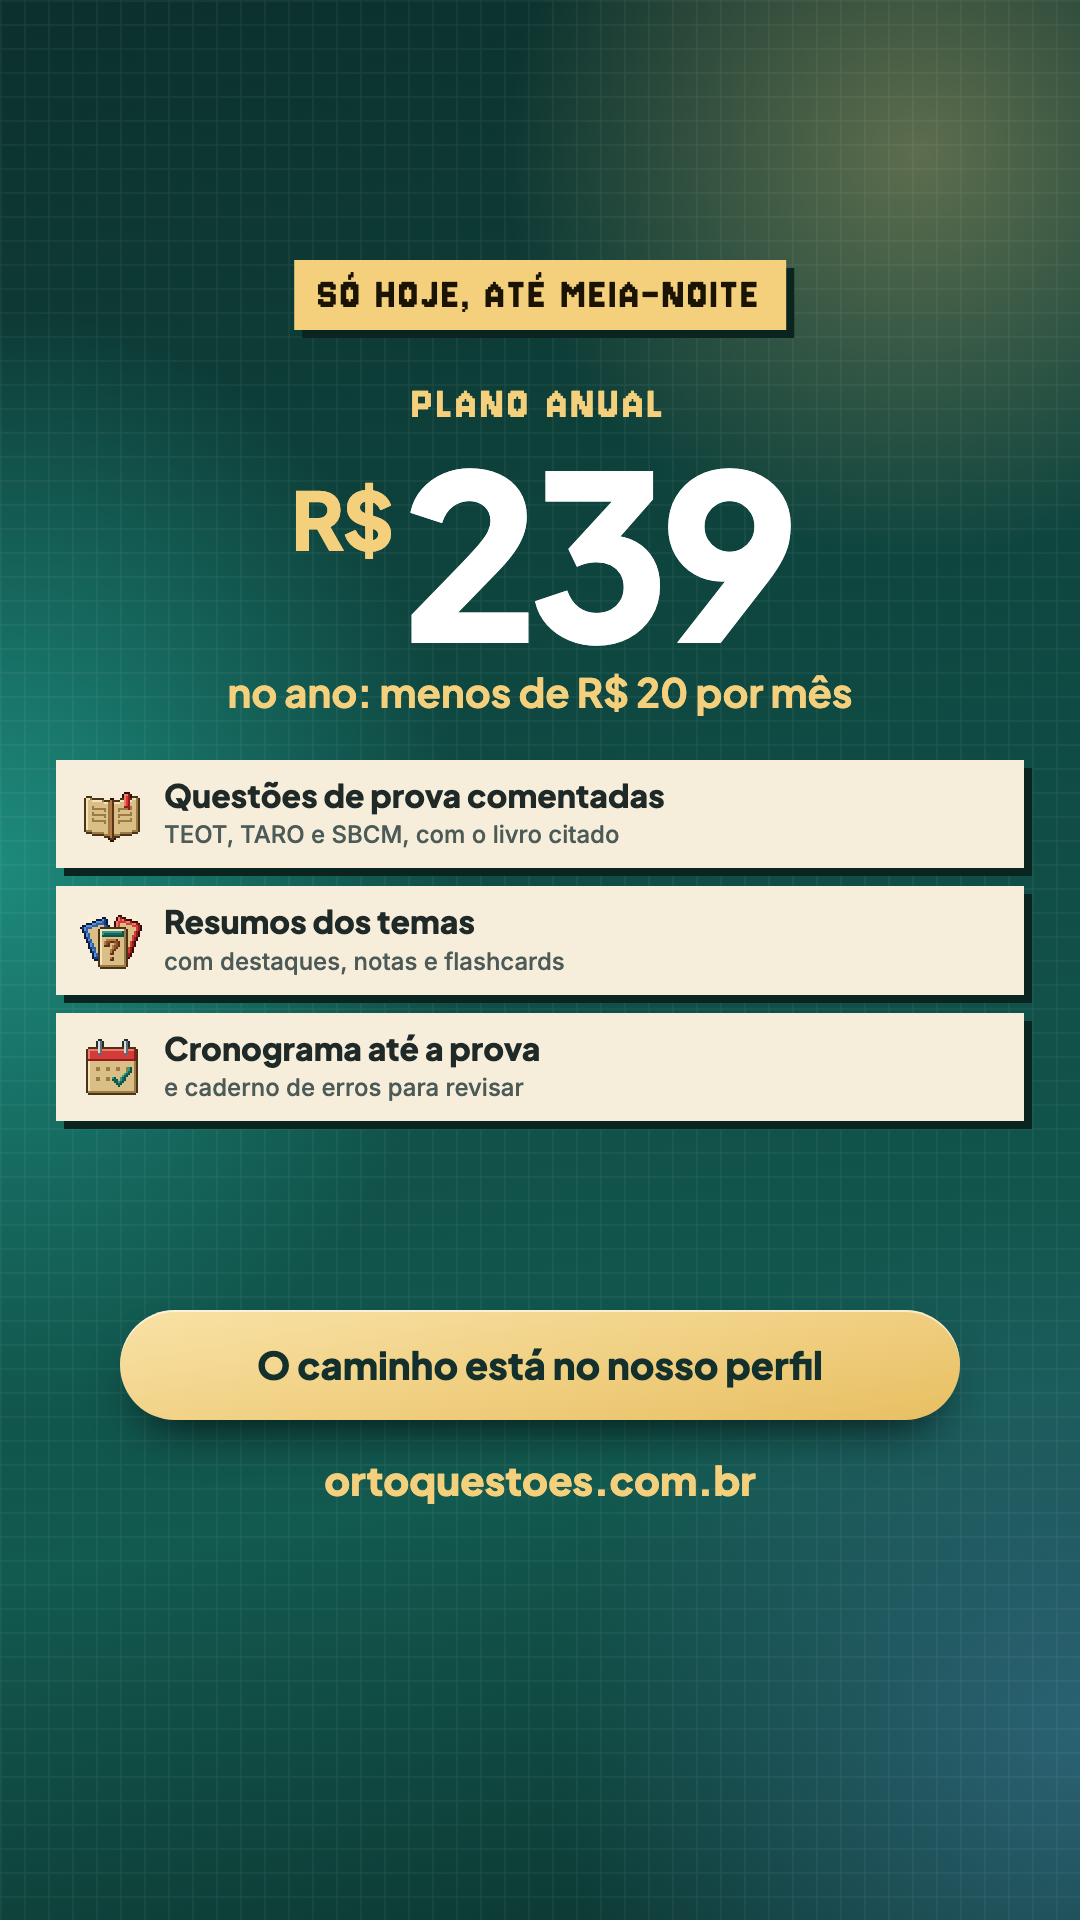 SÓ HOJE, ATÉ MEIA-NOITE
PLANO ANUAL
R$ 239
no ano: menos de R$ 20 por mês
Questões de prova comentadas
TEOT, TARO e SBCM, com o livro citado
Resumos dos temas
com destaques, notas e flashcards
Cronograma até a prova
e caderno de erros para revisar
O caminho está no nosso perfil
ortoquestoes.com.br